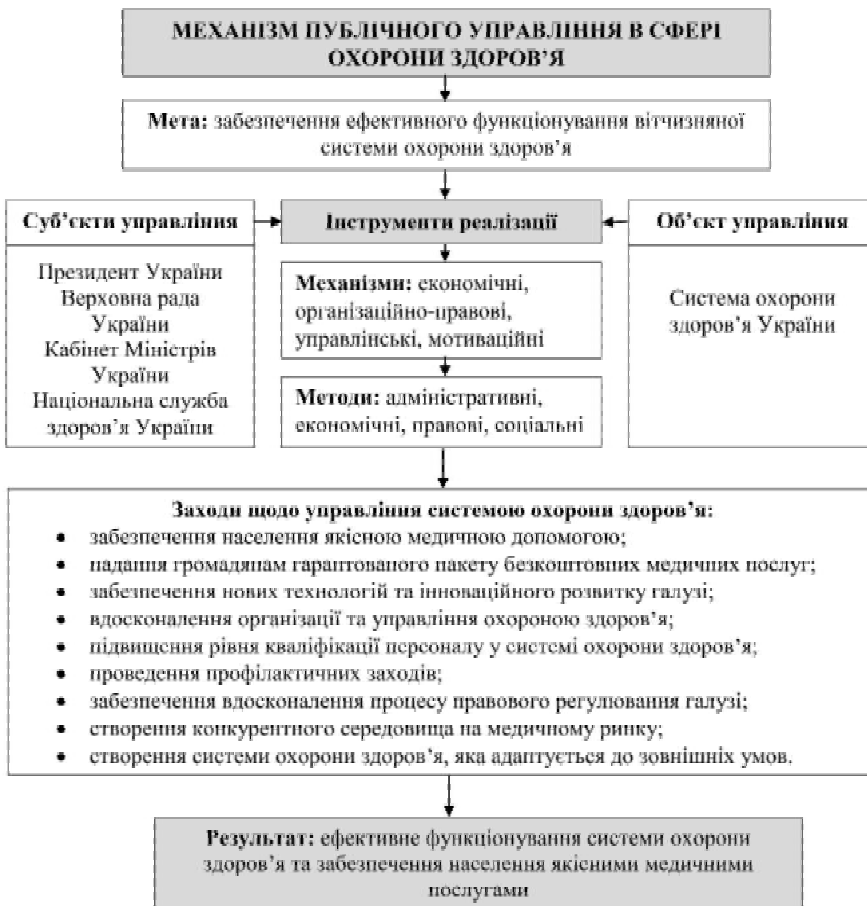 МЕХАНІЗМ ПУБЛІЧНОГО УПРАВЛІННЯ В СФЕРІ
ОХОРОНИ ЗДОРОВ’Я
Мета: забезпечення ефективного функціонування вітчизняної
системи охорони здоров’я
Суб’єкти управління
Президент України
Верховна рада
України
Кабінет Міністрів
України
Національна служба
здоров’я України
Інструменти реалізації
Механізми: економічні,
організаційно-правові,
управлінські, мотиваційні
Методи: адміністративні,
економічні, правові, соціальні
Об’єкт управління
Система охорони
здоров’я України
Заходи щодо управління системою охорони здоров’я:
• забезпечення населення якісною медичною допомогою;
• надання громадянам гарантованого пакету безкоштовних медичних послуг;
• забезпечення нових технологій та інноваційного розвитку галузі;
• вдосконалення організації та управління охороною здоров’я;
• підвищення рівня кваліфікації персоналу у системі охорони здоров’я;
• проведення профілактичних заходів;
• забезпечення вдосконалення процесу правового регулювання галузі;
• створення конкурентного середовища на медичному ринку;
• створення системи охорони здоров’я, яка адаптується до зовнішніх умов.
Результат: ефективне функціонування системи охорони
здоров’я та забезпечення населення якісними медичними
послугами